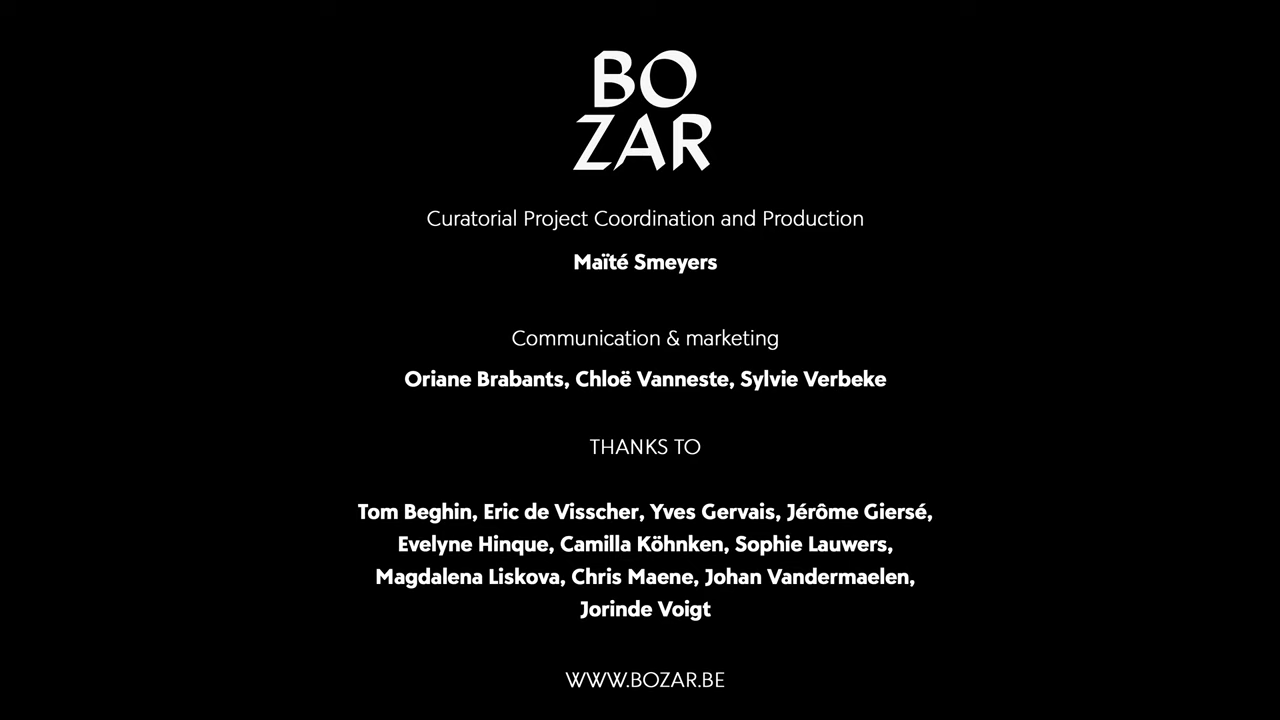 BO
ZAR
Curatorial Project Coordination and Production
Maïté Smeyers
Communication & marketing
Oriane Brabants, Chloë Vanneste, Sylvie Verbeke
THANKS TO
Tom Beghin, Eric de Visscher, Yves Gervais, Jérôme Giersé,
Evelyne Hinque, Camilla Köhnken, Sophie Lauwers,
Magdalena Liskova, Chris Maene, Johan Vandermaelen,
Jorinde Voigt
WWW.BOZAR.BE